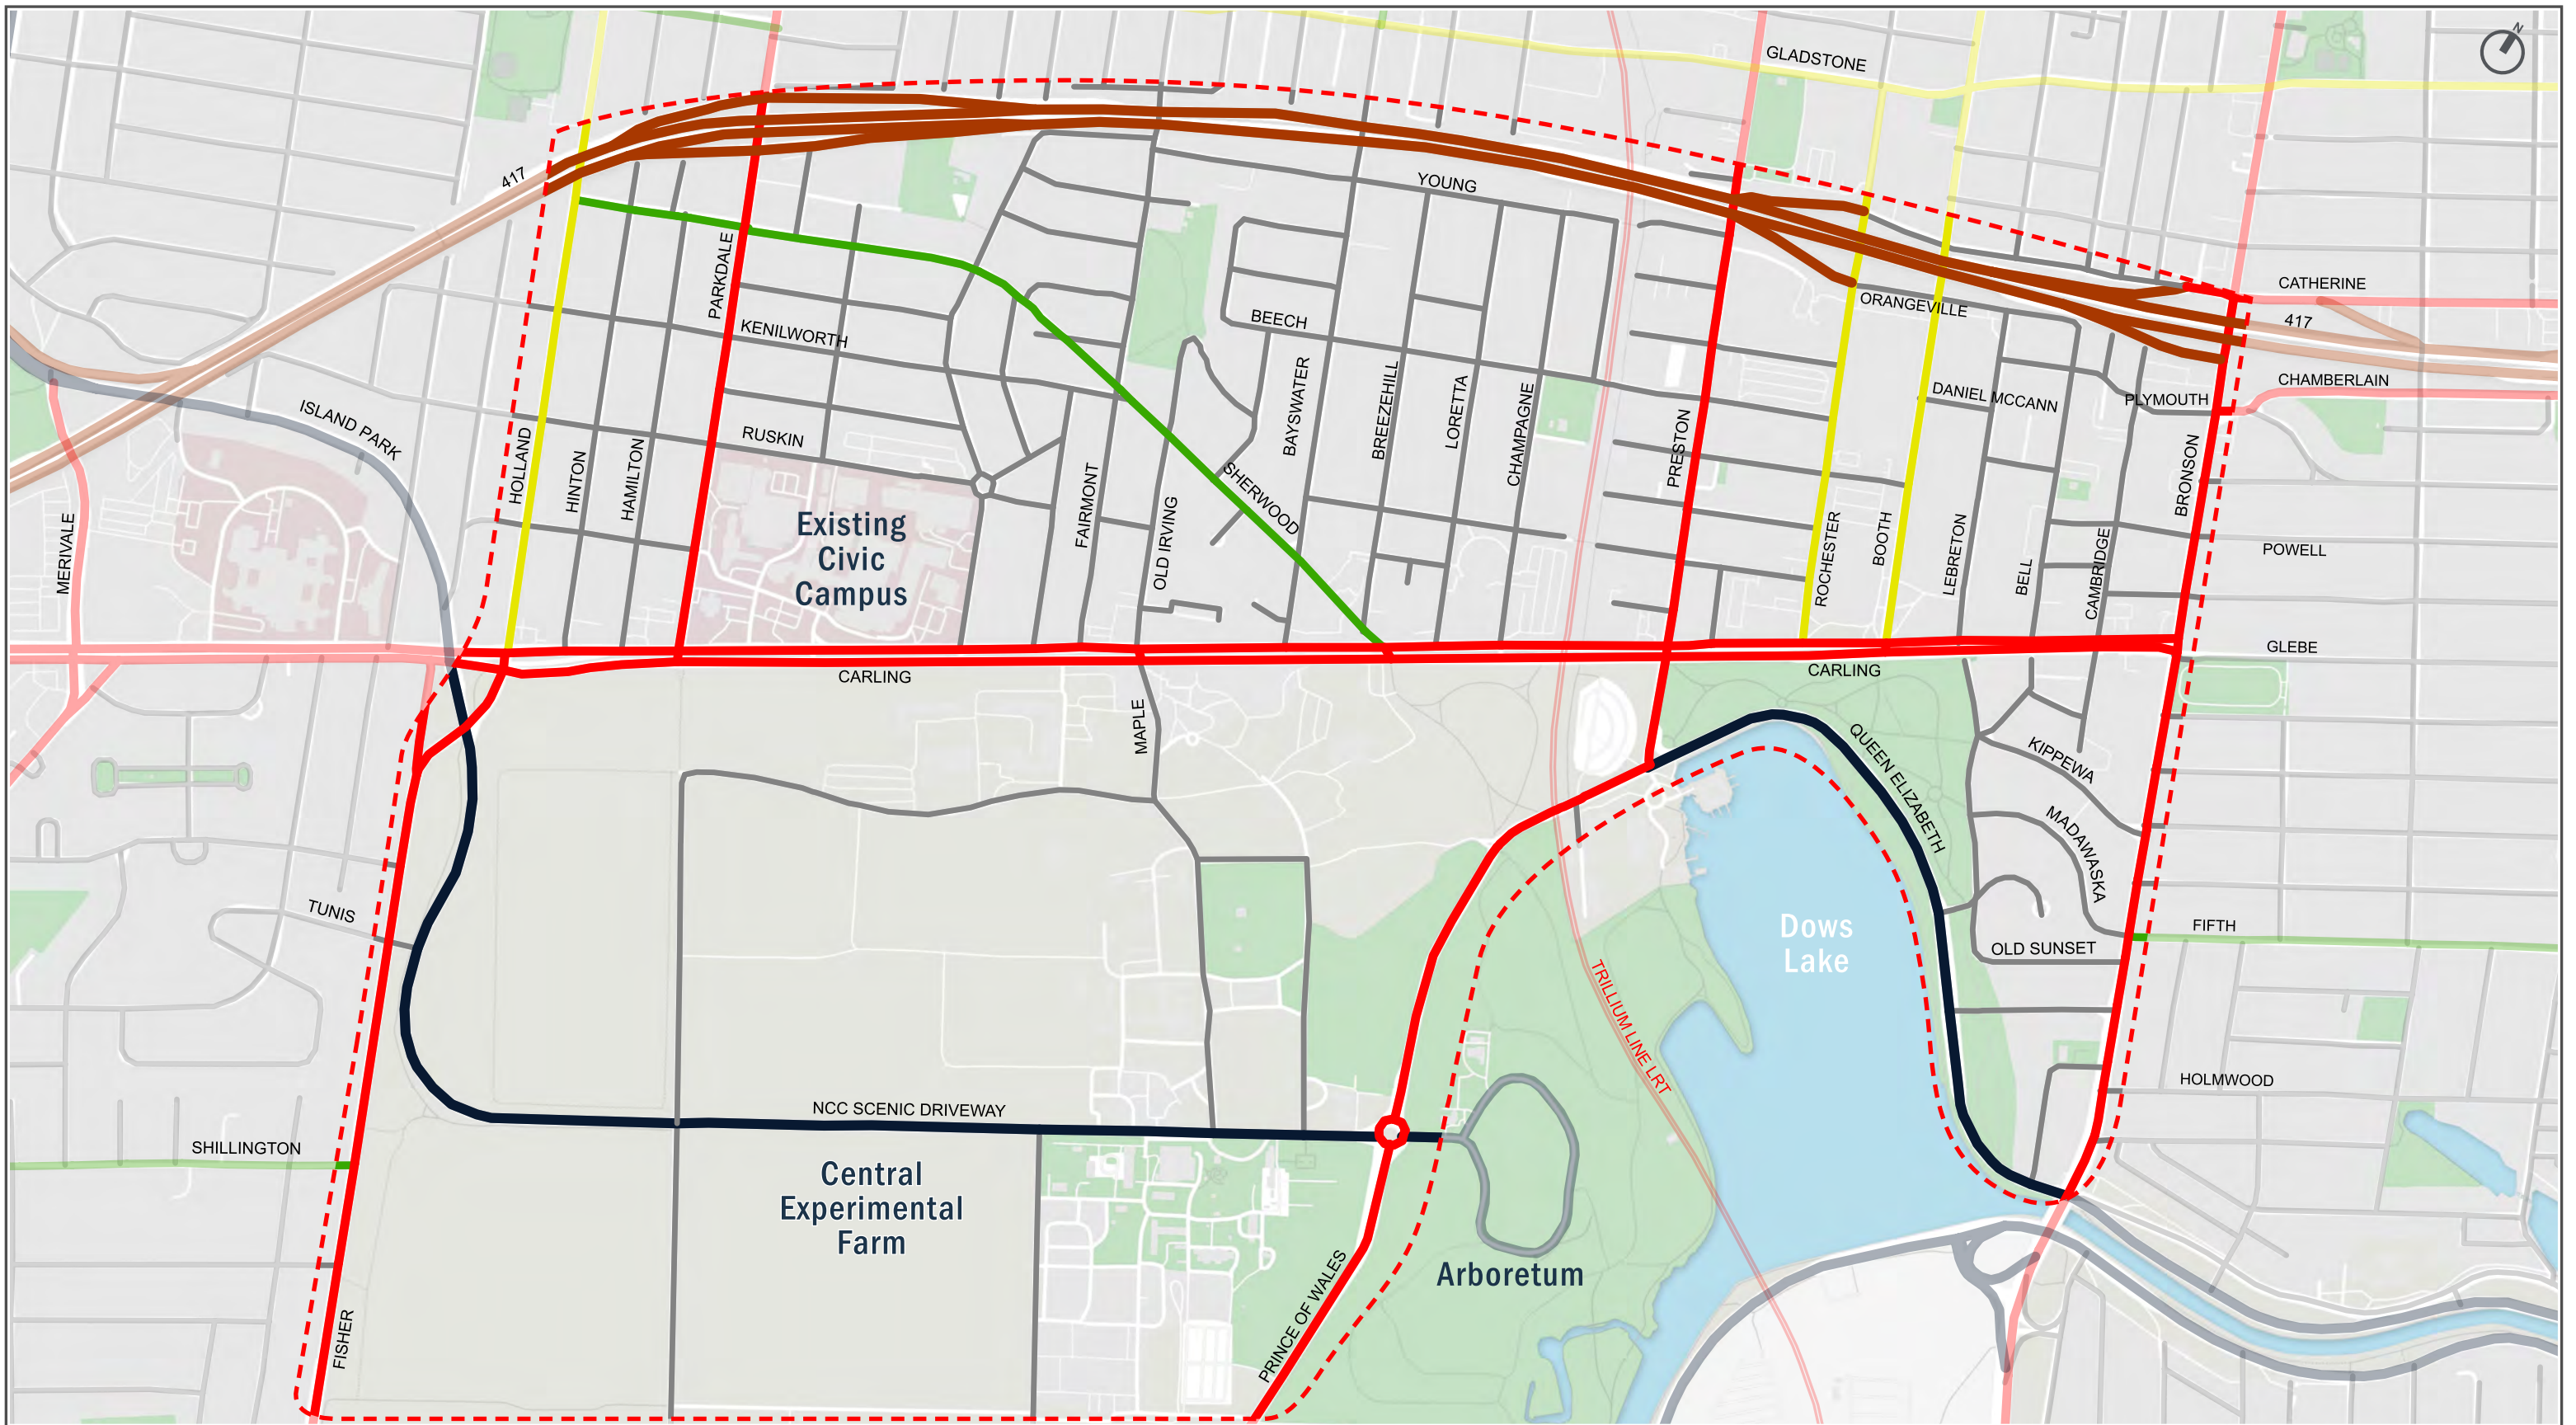 N
GLADSTONE
417
YOUNG
PARKDALE
CATHERINE
417
ORANGEVILLE
BEECH
KENILWORTH
CHAMBERLAIN
DANIEL MCCANN
PLYMOUTH
ISLAND PARK
HOLLAND
HINTON
HAMILTON
RUSKIN
FAIRMONT
OLD IRVING
SHERWOOD
BAYSWATER
BREEZEHILL
LORETTA
CHAMPAGNE
PRESTON
ROCHESTER
BOOTH
LEBRETON
BELL
CAMBRIDGE
BRONSON
Existing
Civic
Campus
MERIVALE
POWELL
GLEBE
CARLING
CARLING
MAPLE
QUEEN ELIZABETH
KIPPEWA
MADAWASKA
TUNIS
Dows
Lake
FIFTH
OLD SUNSET
TRILLIUM LINE LRT
HOLMWOOD
NCC SCENIC DRIVEWAY
SHILLINGTON
Central
Experimental
Farm
Arboretum
PRINCE OF WALES
FISHER